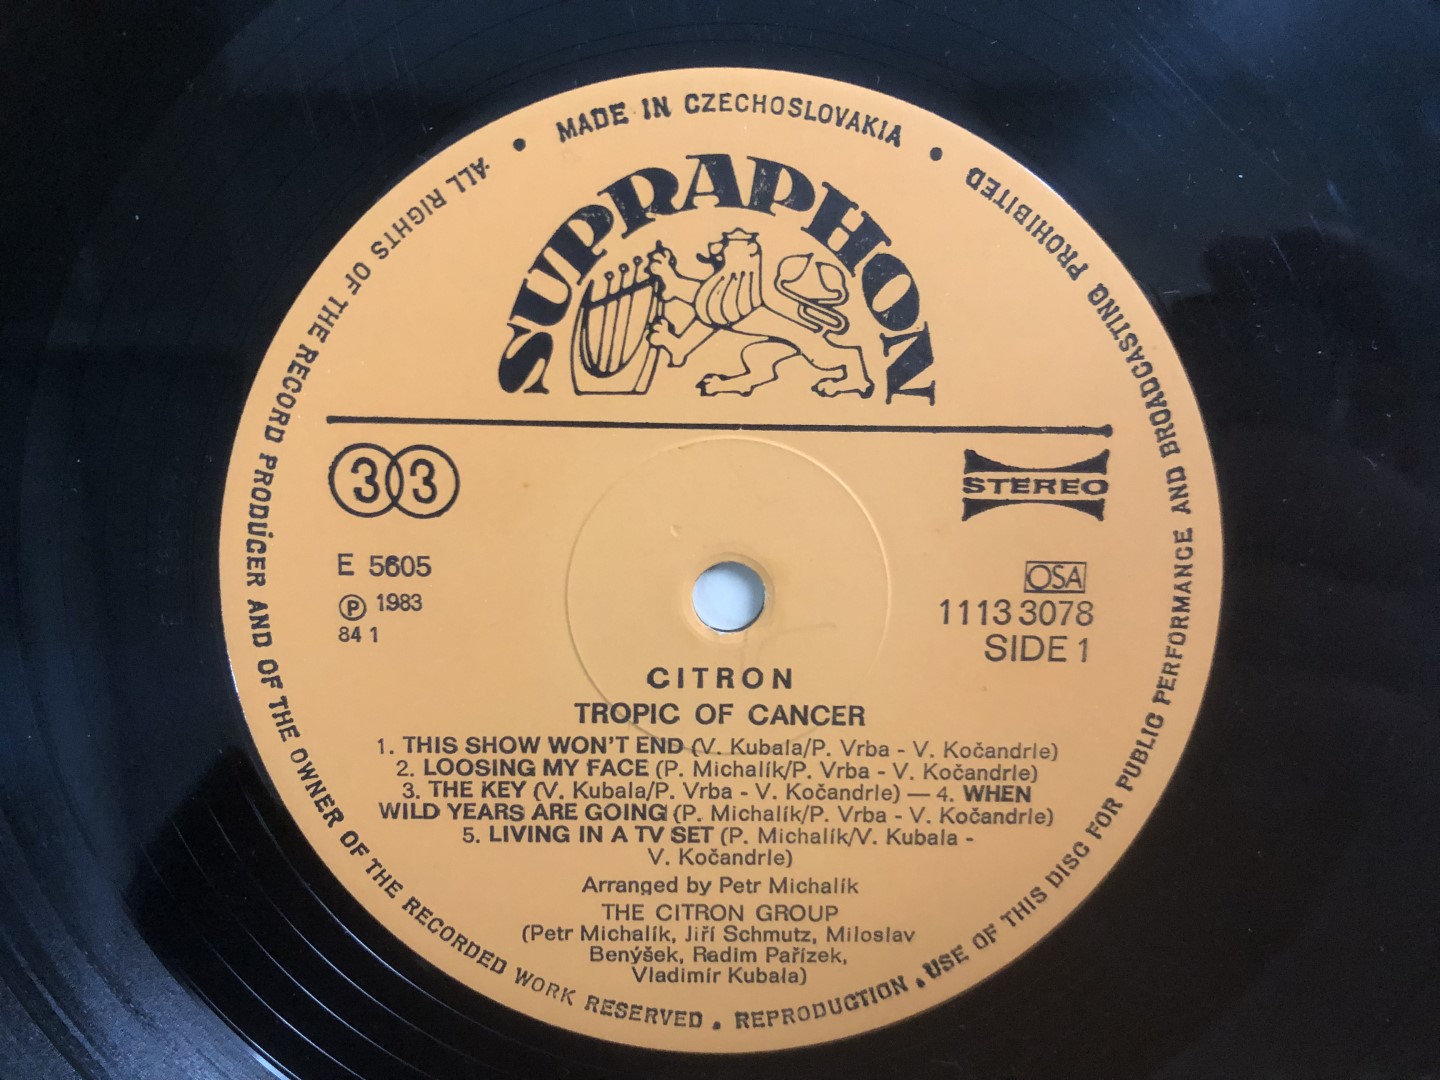 MADE IN CZECHOSLOVAKIA
SUPRAPHON
33
STEREO
E 5605
Ⓟ 1983
84 1
OSA
1113 3078
SIDE 1
CITRON
TROPIC OF CANCER
1. THIS SHOW WON'T END (V. Kubala/P. Vrba - V. Kočandrle)
2. LOOSING MY FACE (P. Michalík/P. Vrba - V. Kočandrle)
3. THE KEY (V. Kubala/P. Vrba - V. Kočandrle) — 4. WHEN
WILD YEARS ARE GOING (P. Michalík/P. Vrba - V. Kočandrle)
5. LIVING IN A TV SET (P. Michalík/V. Kubala -
V. Kočandrle)
Arranged by Petr Michalík
THE CITRON GROUP
(Petr Michalík, Jiří Schmutz, Miloslav
Benýšek, Radim Pařízek,
Vladimír Kubala)
ALL RIGHTS OF THE RECORD PRODUCER AND OF THE OWNER OF THE RECORDED WORK RESERVED . REPRODUCTION . USE OF THIS DISC FOR PUBLIC PERFORMANCE AND BROADCASTING PROHIBITED